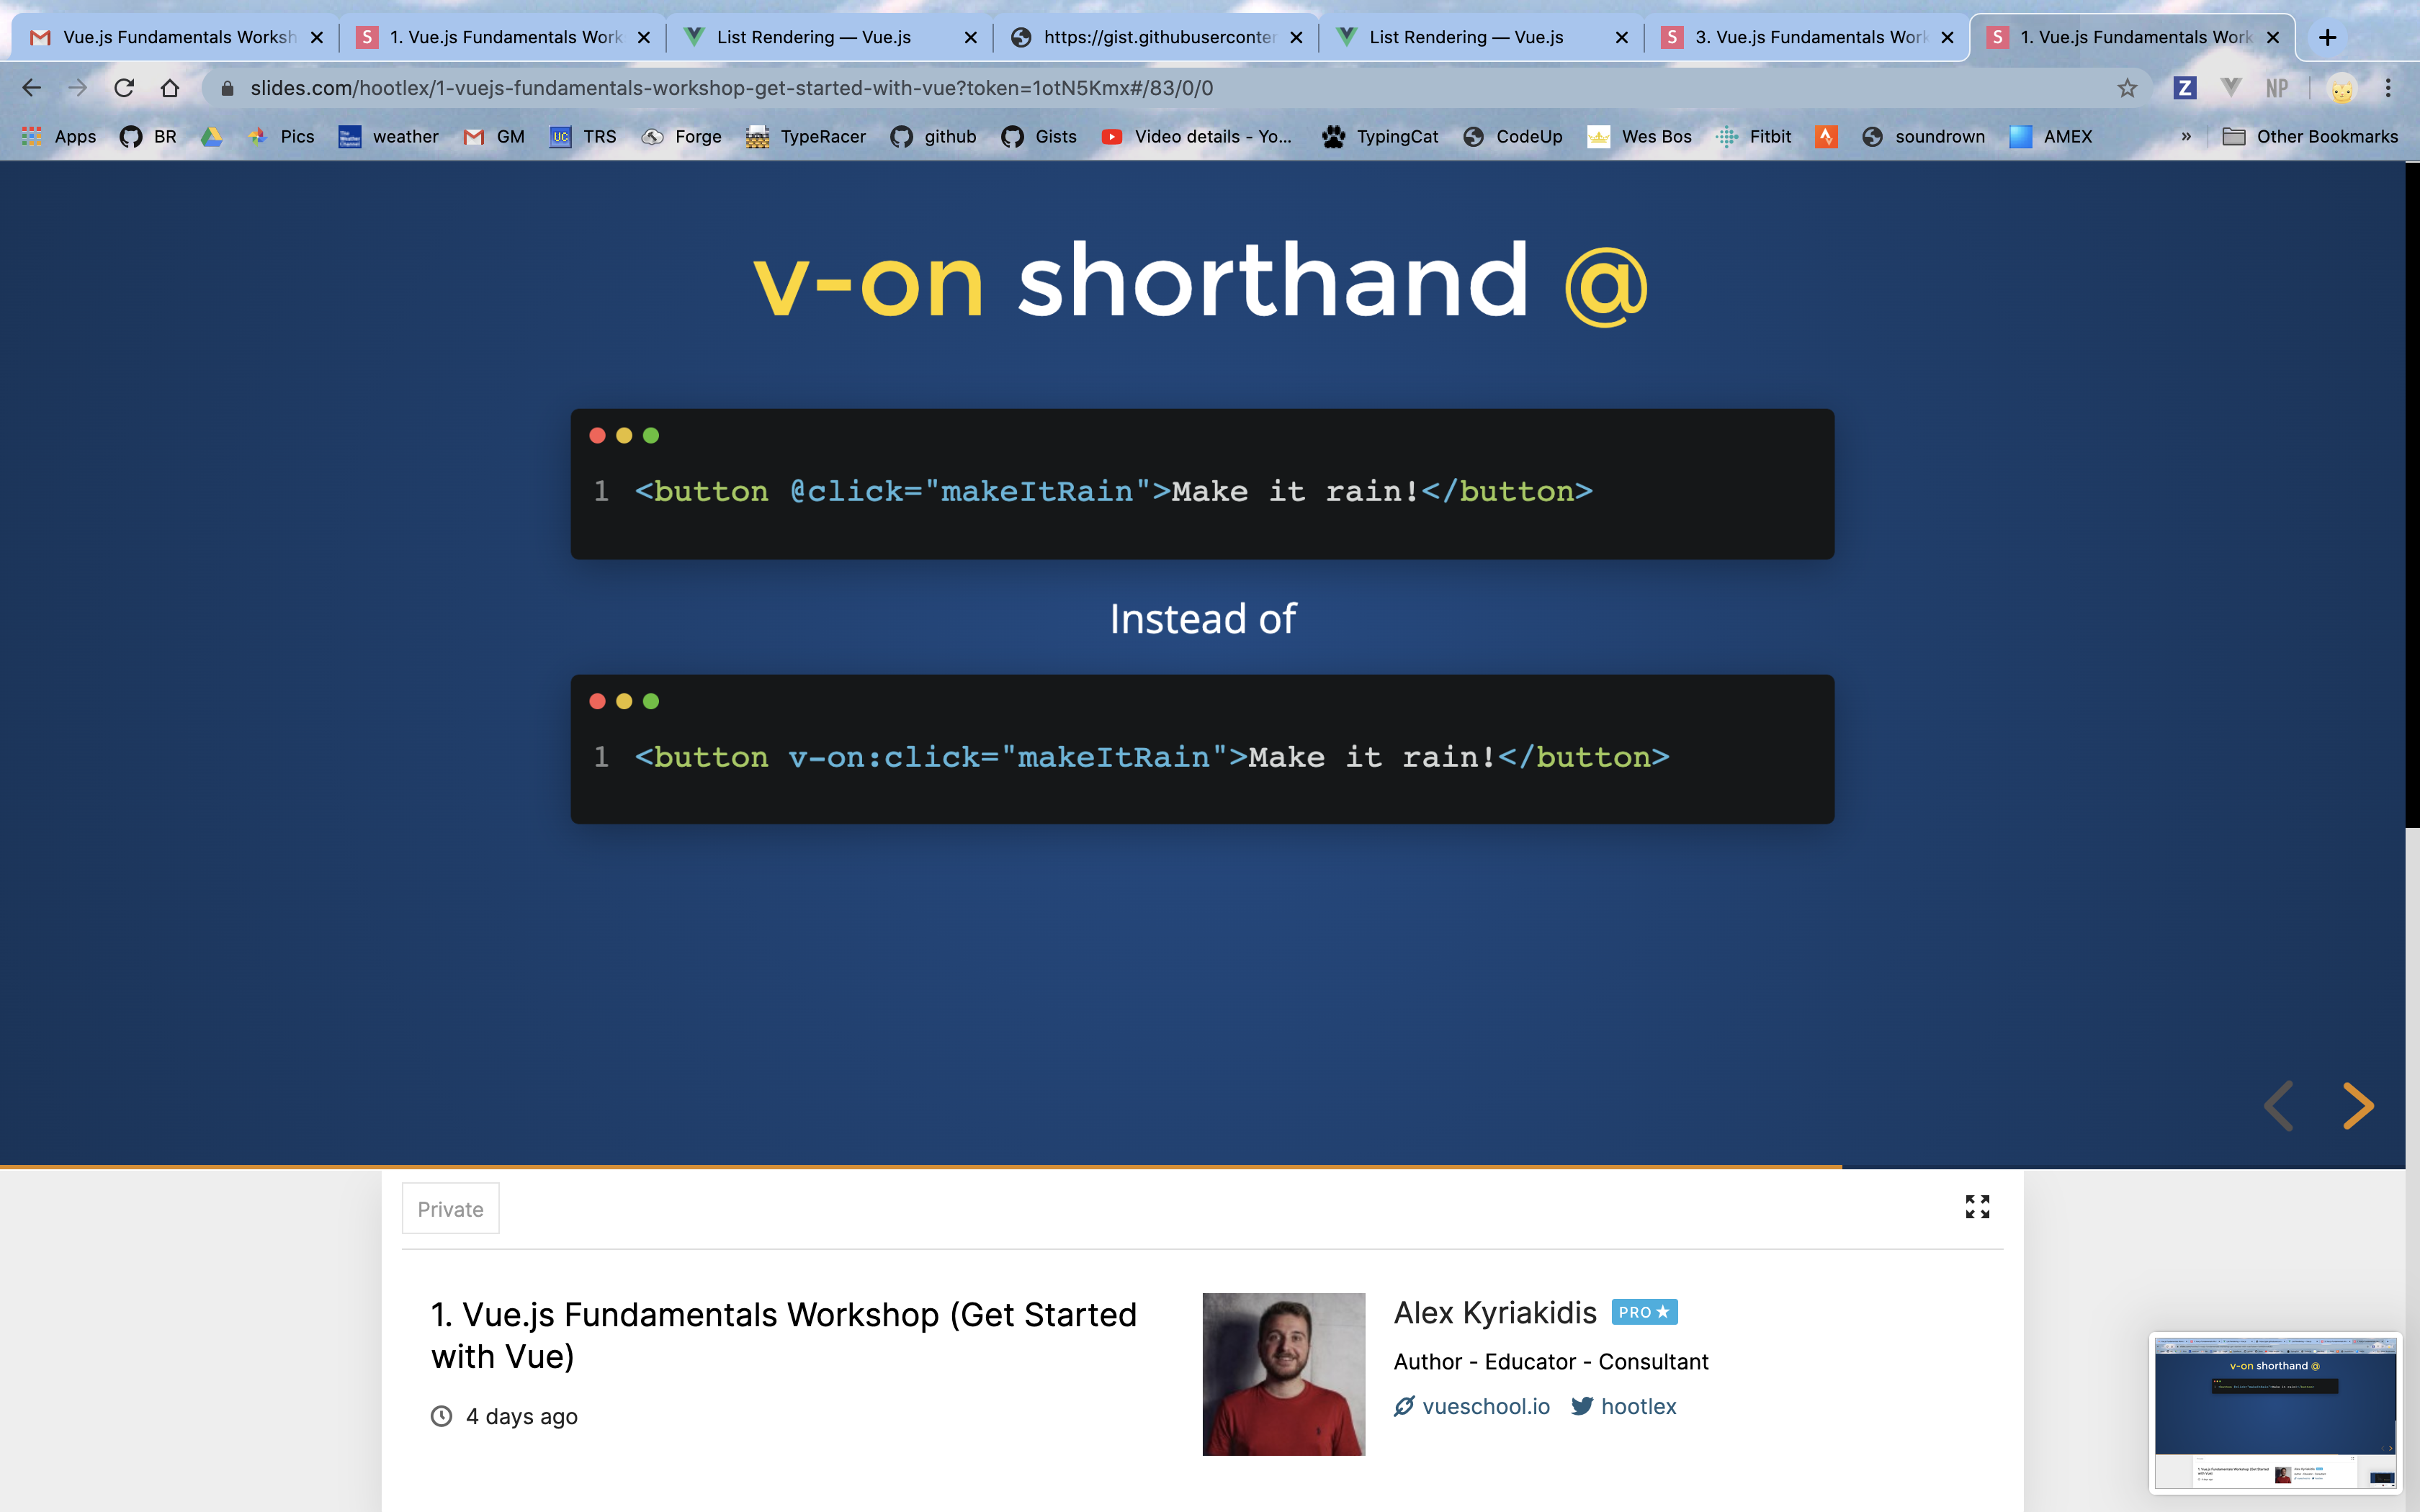 Vue.js Fundamentals Worksh
S 1. Vue.js Fundamentals Work
List Rendering — Vue.js
https://gist.githubuserconter
List Rendering — Vue.js
S 3. Vue.js Fundamentals Work
S 1. Vue.js Fundamentals Work
slides.com/hootlex/1-vuejs-fundamentals-workshop-get-started-with-vue?token=1otN5Kmx#/83/0/0
Z
NP
Apps
BR
Pics
weather
GM
UC TRS
Forge
TypeRacer
github
Gists
Video details - Yo...
TypingCat
CodeUp
Wes Bos
Fitbit
soundrown
AMEX
»
Other Bookmarks
v-on shorthand @
1 <button @click="makeItRain">Make it rain!</button>
Instead of
1 <button v-on:click="makeItRain">Make it rain!</button>
Private
1. Vue.js Fundamentals Workshop (Get Started
with Vue)
4 days ago
Alex Kyriakidis PRO
Author - Educator - Consultant
vueschool.io hootlex
v-on shorthand @